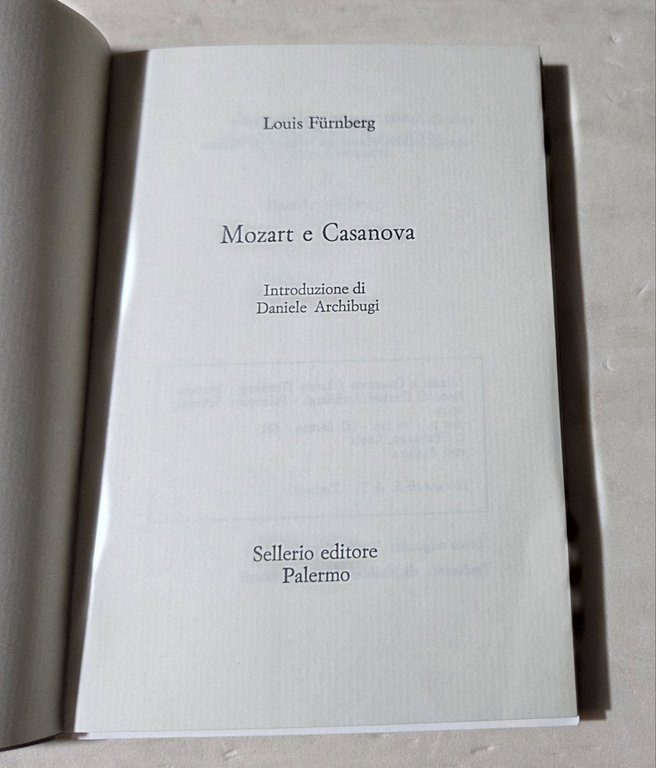 Louis Fürnberg
Mozart e Casanova
Introduzione di
Daniele Archibugi
Sellerio editore
Palermo